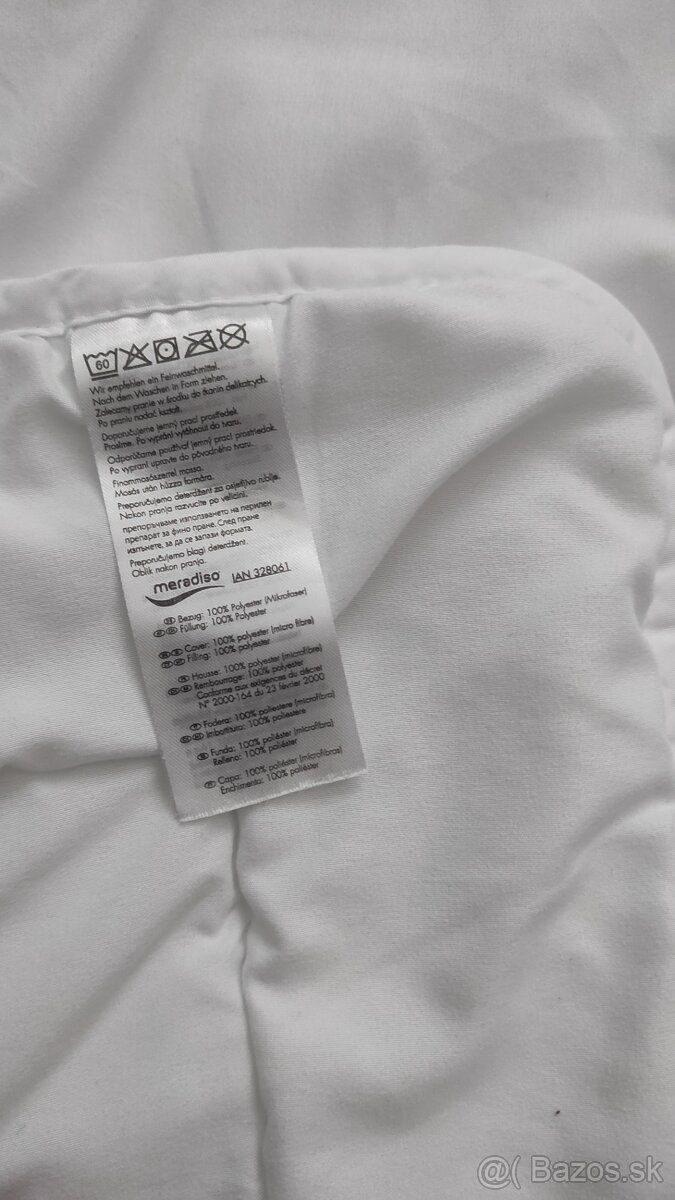 60
Wir empfehlen ein Feinwaschmittel.
Nach dem Waschen in Form ziehen.
Zalecamy pranie w środku do tkanin delikatnych.
Po praniu nadać kształt.
Doporučujeme jemný prací prostředek
Prosíme. Po vyprání vytáhnout do tvaru.
Odporúčame používať jemný prací prostriedok.
Po vypraní upravte do pôvodného tvaru.
Finommosószerrel mossa.
Mosás után húzza formára.
Preporučujemo deterdžent za osjetljivo rublje.
Nakon pranja razvucite po veličini.
препоръчваме използването на перилен
препарат за фино пране. След пране
изпънете, за да се запази формата.
Preporučujemo blagi deterdžent.
Oblik nakon pranja.
meradiso IAN 328061
Bezug: 100% Polyester (Mikrofaser)
Füllung: 100% Polyester
Cover: 100% polyester (micro fibre)
Filling: 100% polyester
Housse: 100% polyester (microfibre)
Rembourrage: 100% polyester
Conforme aux exigences du décret
N° 2000-164 du 23 février 2000
Fodera: 100% poliestere (microfibra)
Imbottitura: 100% poliestere
Funda: 100% poliéster (microfibra)
Relleno: 100% poliéster
Capa: 100% poliéster (microfibras)
Enchimento: 100% poliéster
@( Bazos.sk